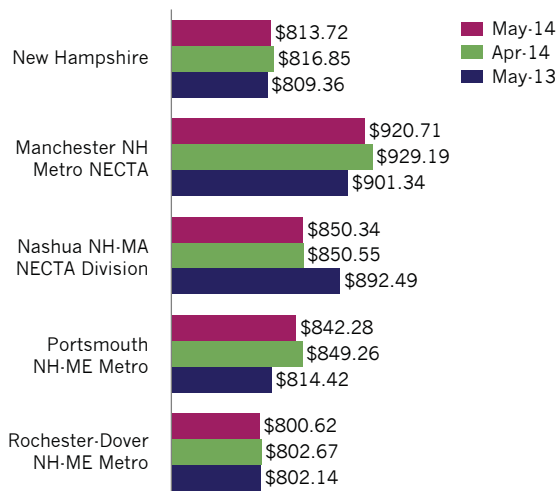 $813.72
May-14
New Hampshire
$816.85
Apr-14
$809.36
May-13
Manchester NH
Metro NECTA
$920.71
$929.19
$901.34
Nashua NH-MA
NECTA Division
$850.34
$850.55
$892.49
Portsmouth
NH-ME Metro
$842.28
$849.26
$814.42
Rochester-Dover
NH-ME Metro
$800.62
$802.67
$802.14